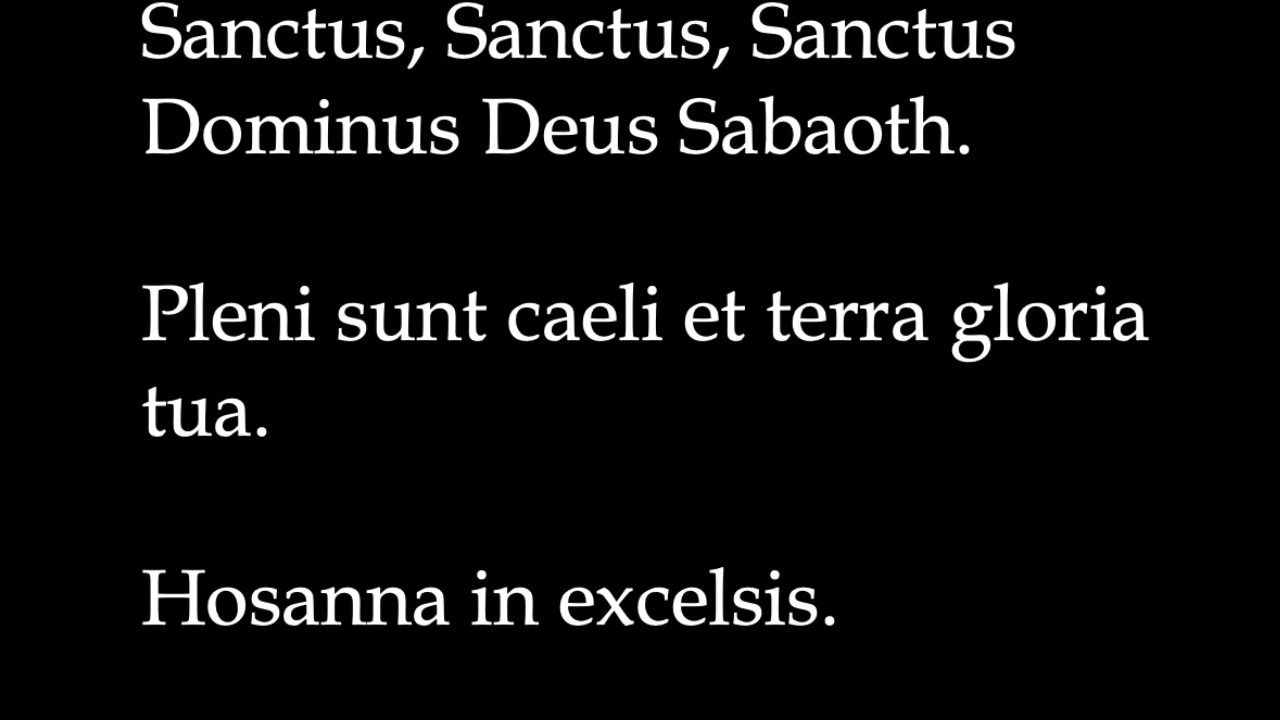 Sanctus, Sanctus, Sanctus
Dominus Deus Sabaoth.
Pleni sunt caeli et terra gloria
tua.
Hosanna in excelsis.